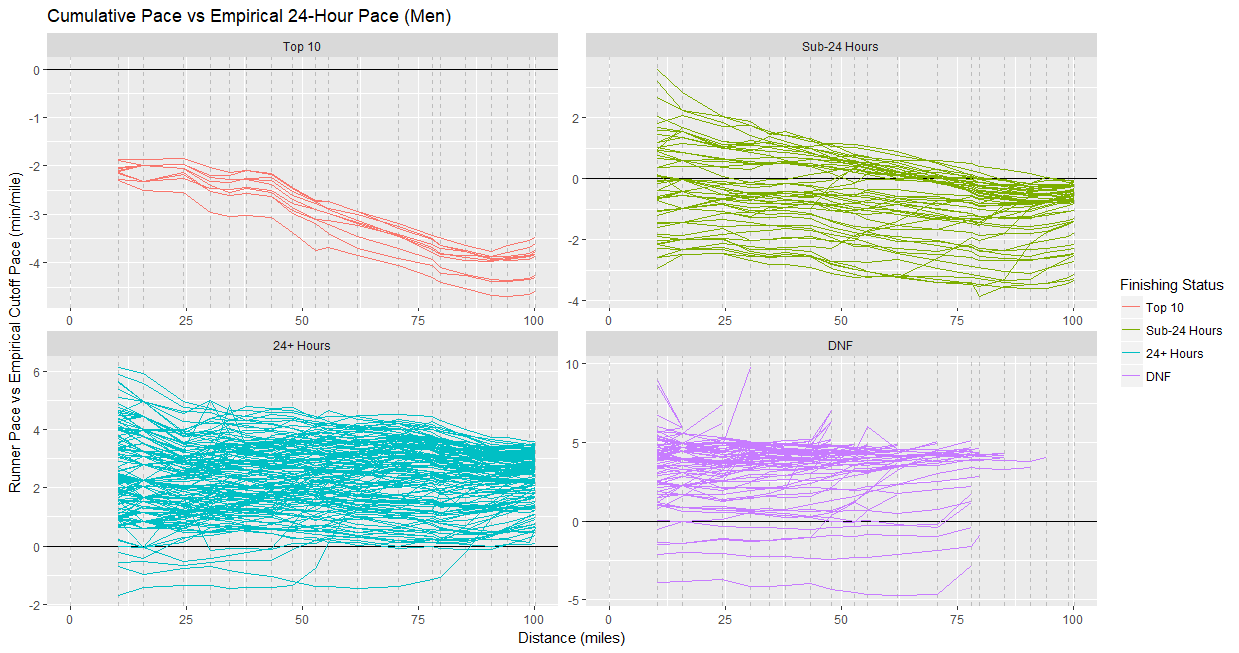 Cumulative Pace vs Empirical 24-Hour Pace (Men)
Top 10
Sub-24 Hours
0
-1
-2
-3
-4
0 25 50 75 100
2
0
-2
-4
0 25 50 75 100
24+ Hours
DNF
6
4
2
0
-2
0 25 50 75 100
10
5
0
-5
0 25 50 75 100
Distance (miles)
Runner Pace vs Empirical Cutoff Pace (min/mile)
Finishing Status
Top 10
Sub-24 Hours
24+ Hours
DNF